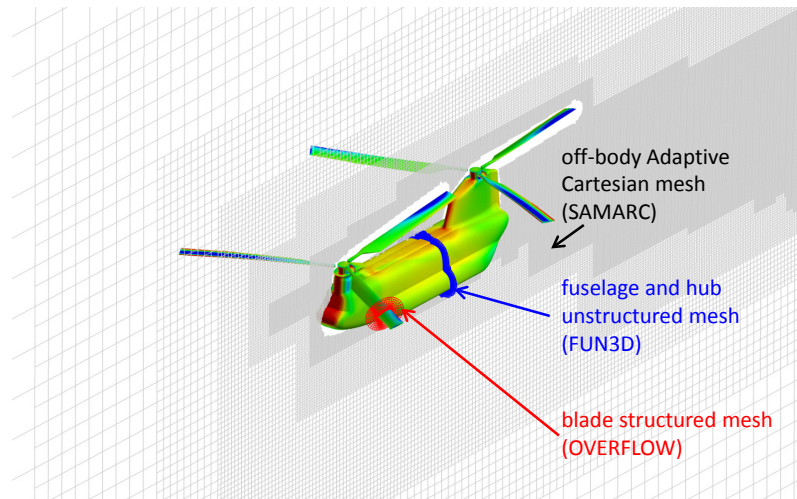 off-body Adaptive
Cartesian mesh
(SAMARC)
fuselage and hub
unstructured mesh
(FUN3D)
blade structured mesh
(OVERFLOW)